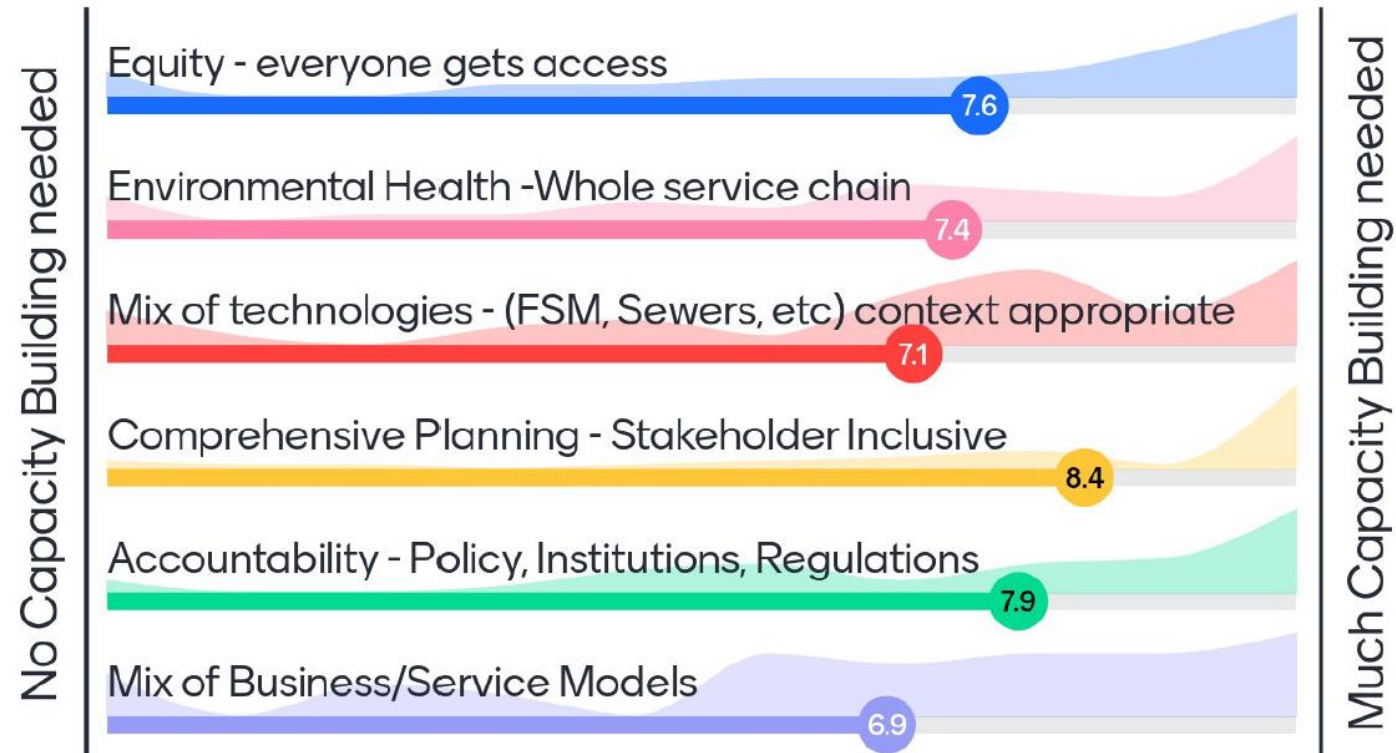 No Capacity Building needed
Equity - everyone gets access
7.6
Environmental Health -Whole service chain
7.4
Mix of technologies - (FSM, Sewers, etc) context appropriate
7.1
Comprehensive Planning - Stakeholder Inclusive
8.4
Accountability - Policy, Institutions, Regulations
7.9
Mix of Business/Service Models
6.9
Much Capacity Building needed